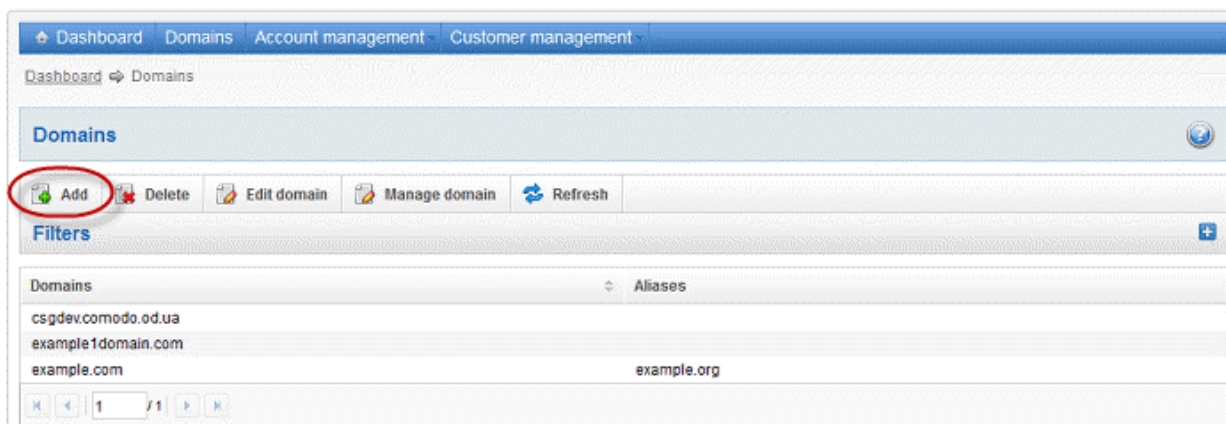 Dashboard Domains Account management Customer management
Dashboard Domains
Domains
Add Delete Edit domain Manage domain Refresh
Filters
Domains Aliases
csgdev.comodo.od.ua
example1domain.com
example.com example.org
1 / 1